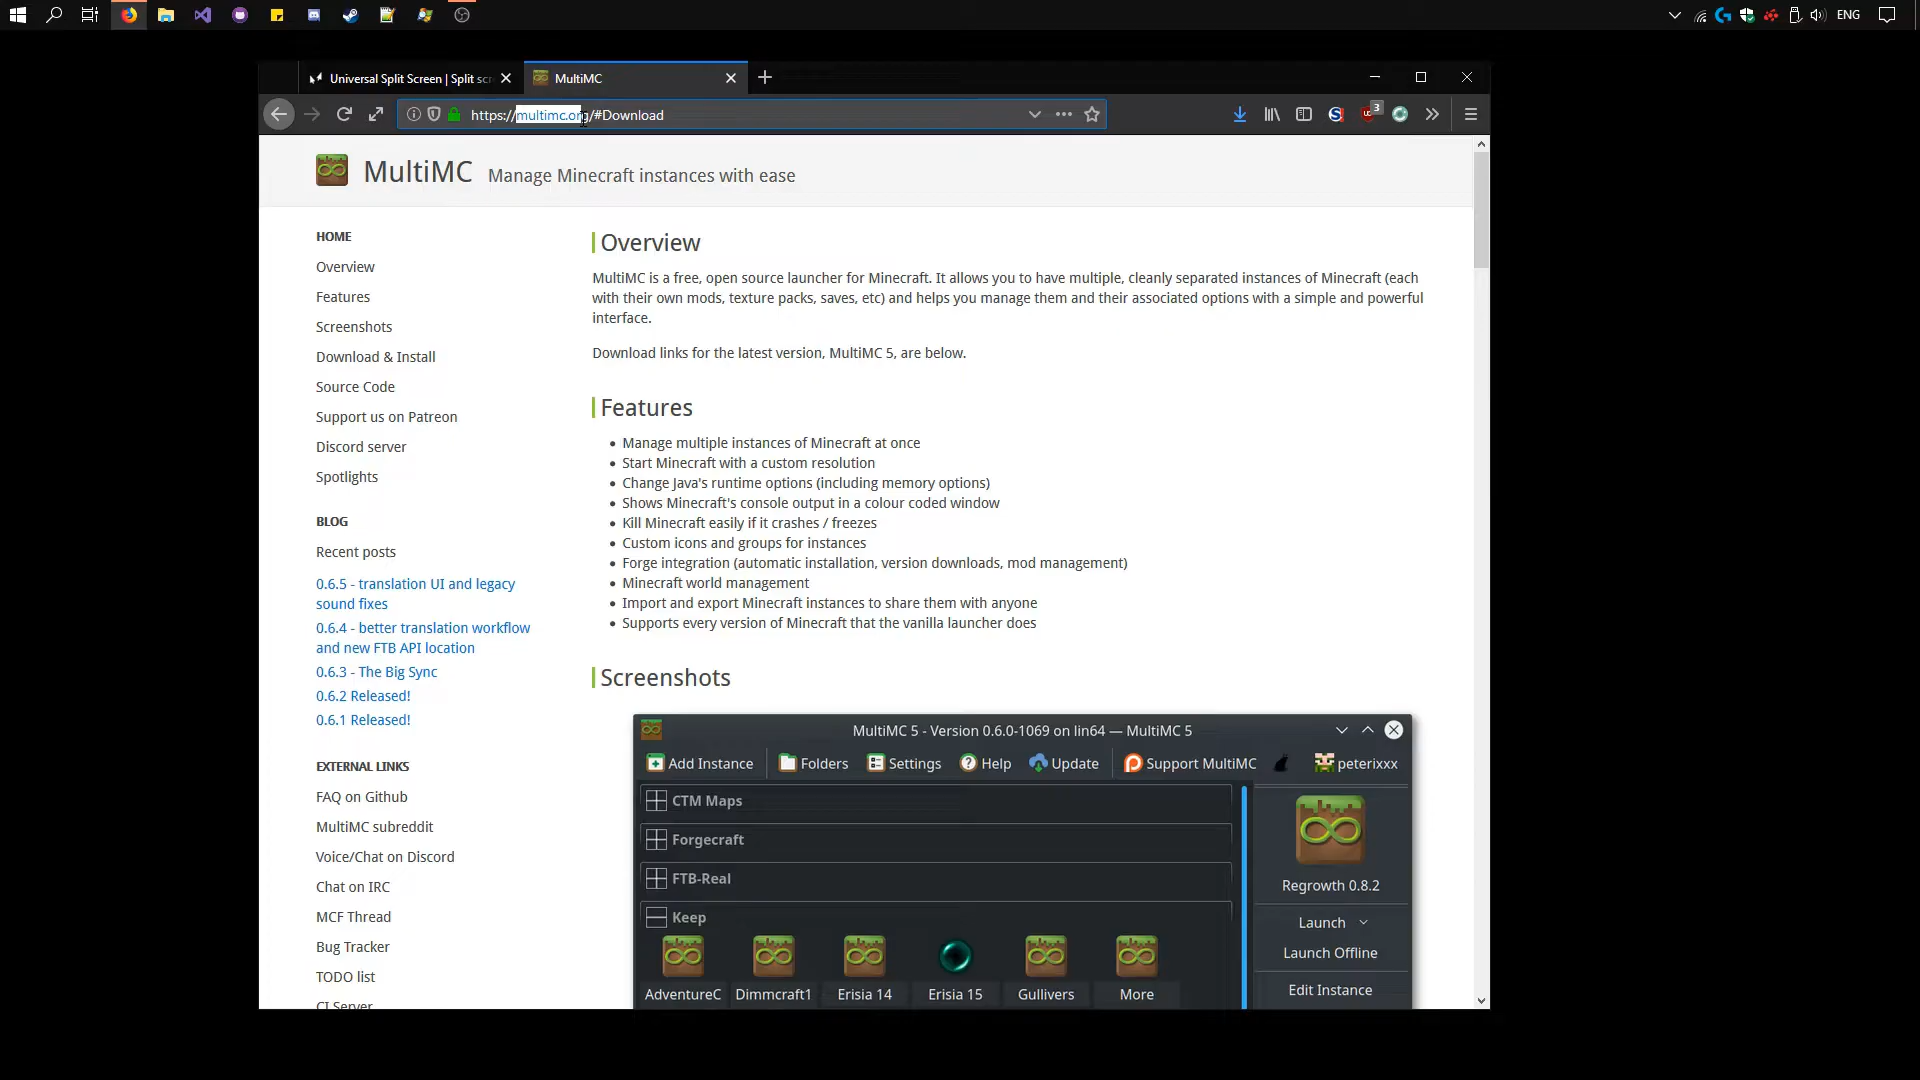 ENG
Universal Split Screen | Split scr
MultiMC
https://multimc.org/#Download
3
MultiMC Manage Minecraft instances with ease
HOME
Overview
Features
Screenshots
Download & Install
Source Code
Support us on Patreon
Discord server
Spotlights
BLOG
Recent posts
0.6.5 - translation UI and legacy
sound fixes
0.6.4 - better translation workflow
and new FTB API location
0.6.3 - The Big Sync
0.6.2 Released!
0.6.1 Released!
EXTERNAL LINKS
FAQ on Github
MultiMC subreddit
Voice/Chat on Discord
Chat on IRC
MCF Thread
Bug Tracker
TODO list
CI Server
Overview
MultiMC is a free, open source launcher for Minecraft. It allows you to have multiple, cleanly separated instances of Minecraft (each
with their own mods, texture packs, saves, etc) and helps you manage them and their associated options with a simple and powerful
interface.
Download links for the latest version, MultiMC 5, are below.
Features
Manage multiple instances of Minecraft at once
Start Minecraft with a custom resolution
Change Java's runtime options (including memory options)
Shows Minecraft's console output in a colour coded window
Kill Minecraft easily if it crashes / freezes
Custom icons and groups for instances
Forge integration (automatic installation, version downloads, mod management)
Minecraft world management
Import and export Minecraft instances to share them with anyone
Supports every version of Minecraft that the vanilla launcher does
Screenshots
MultiMC 5 - Version 0.6.0-1069 on lin64 — MultiMC 5
Add Instance Folders Settings Help Update Support MultiMC peterixxx
CTM Maps
Forgecraft
FTB-Real
Keep
AdventureC Dimmcraft1 Erisia 14 Erisia 15 Gullivers More
Regrowth 0.8.2
Launch
Launch Offline
Edit Instance